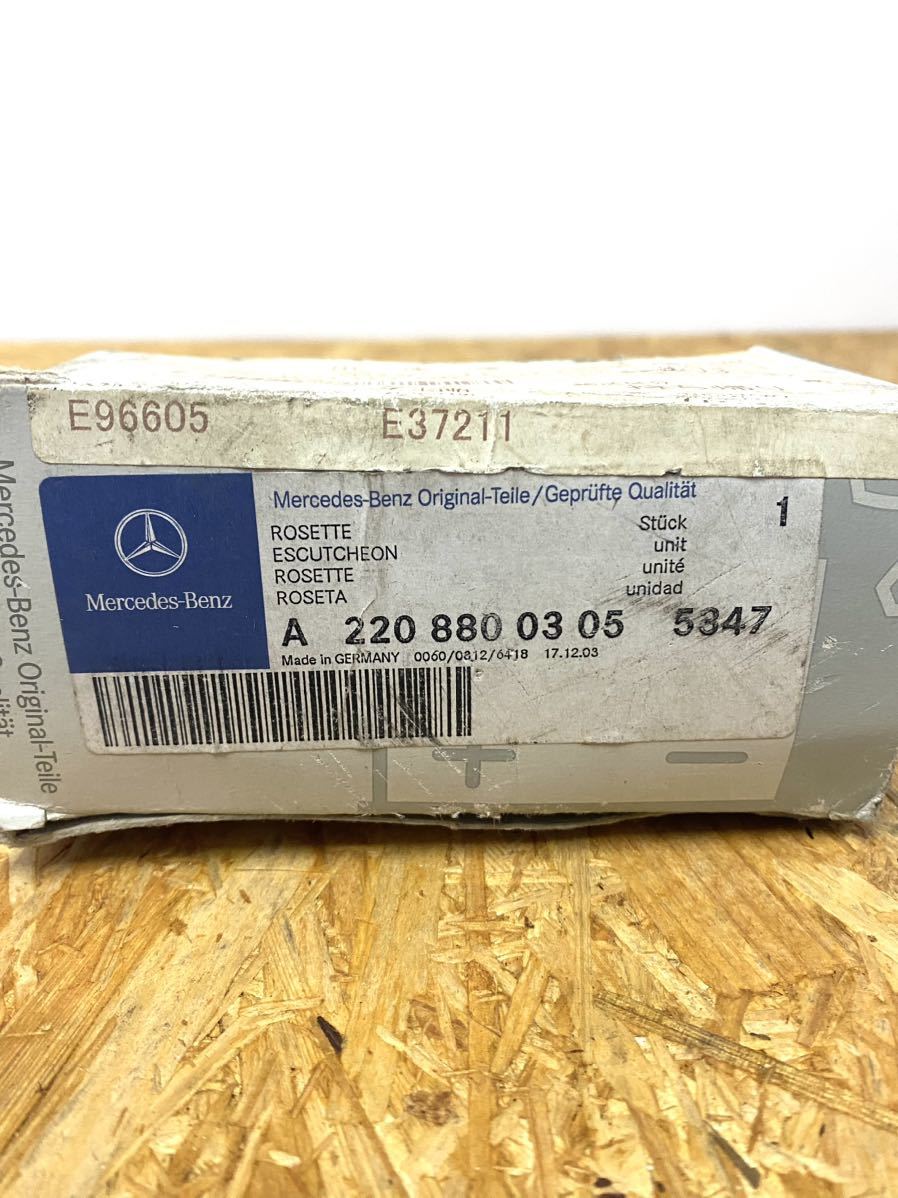 E96605 E37211
Mercedes-Benz Original-Teile/Geprüfte Qualität
1
ROSETTE Stück
ESCUTCHEON unit
ROSETTE unité
ROSETA unidad
Mercedes-Benz
A 220 880 03 05 5347
Made in GERMANY 0060/0312/6418 17.12.03
Mercedes-Benz Original-Teile